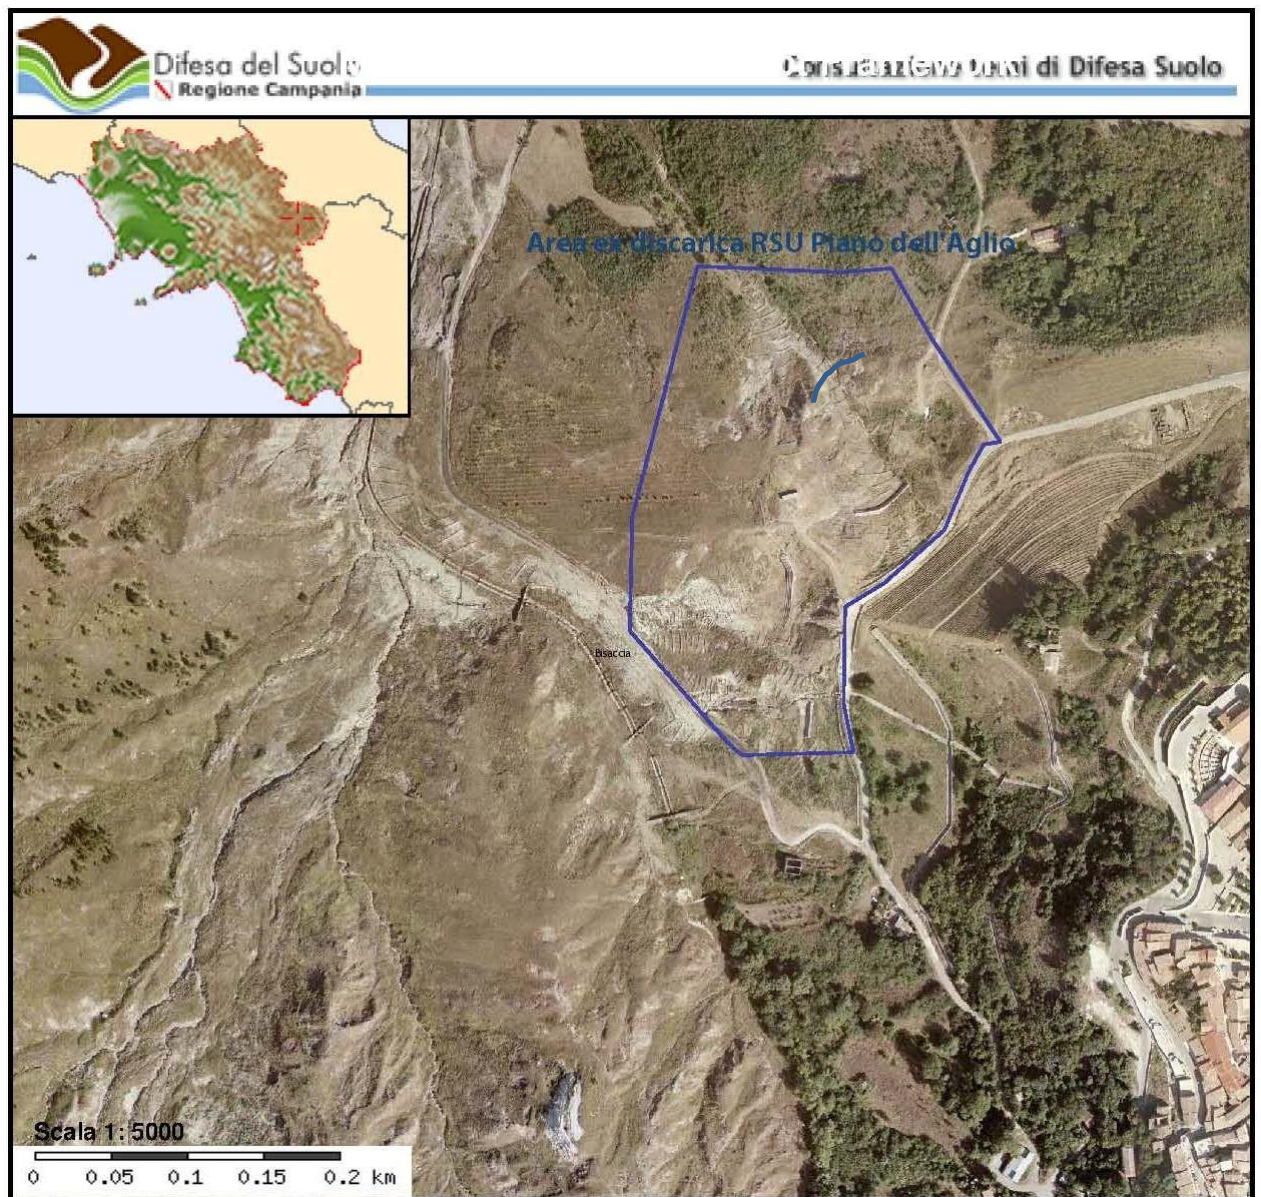 Difesa del Suolo
Regione Campania
di Difesa Suolo
Area ex discarica RSU Piano dell'Aglio
Bisaccia
Scala 1: 5000
0 0.05 0.1 0.15 0.2 km